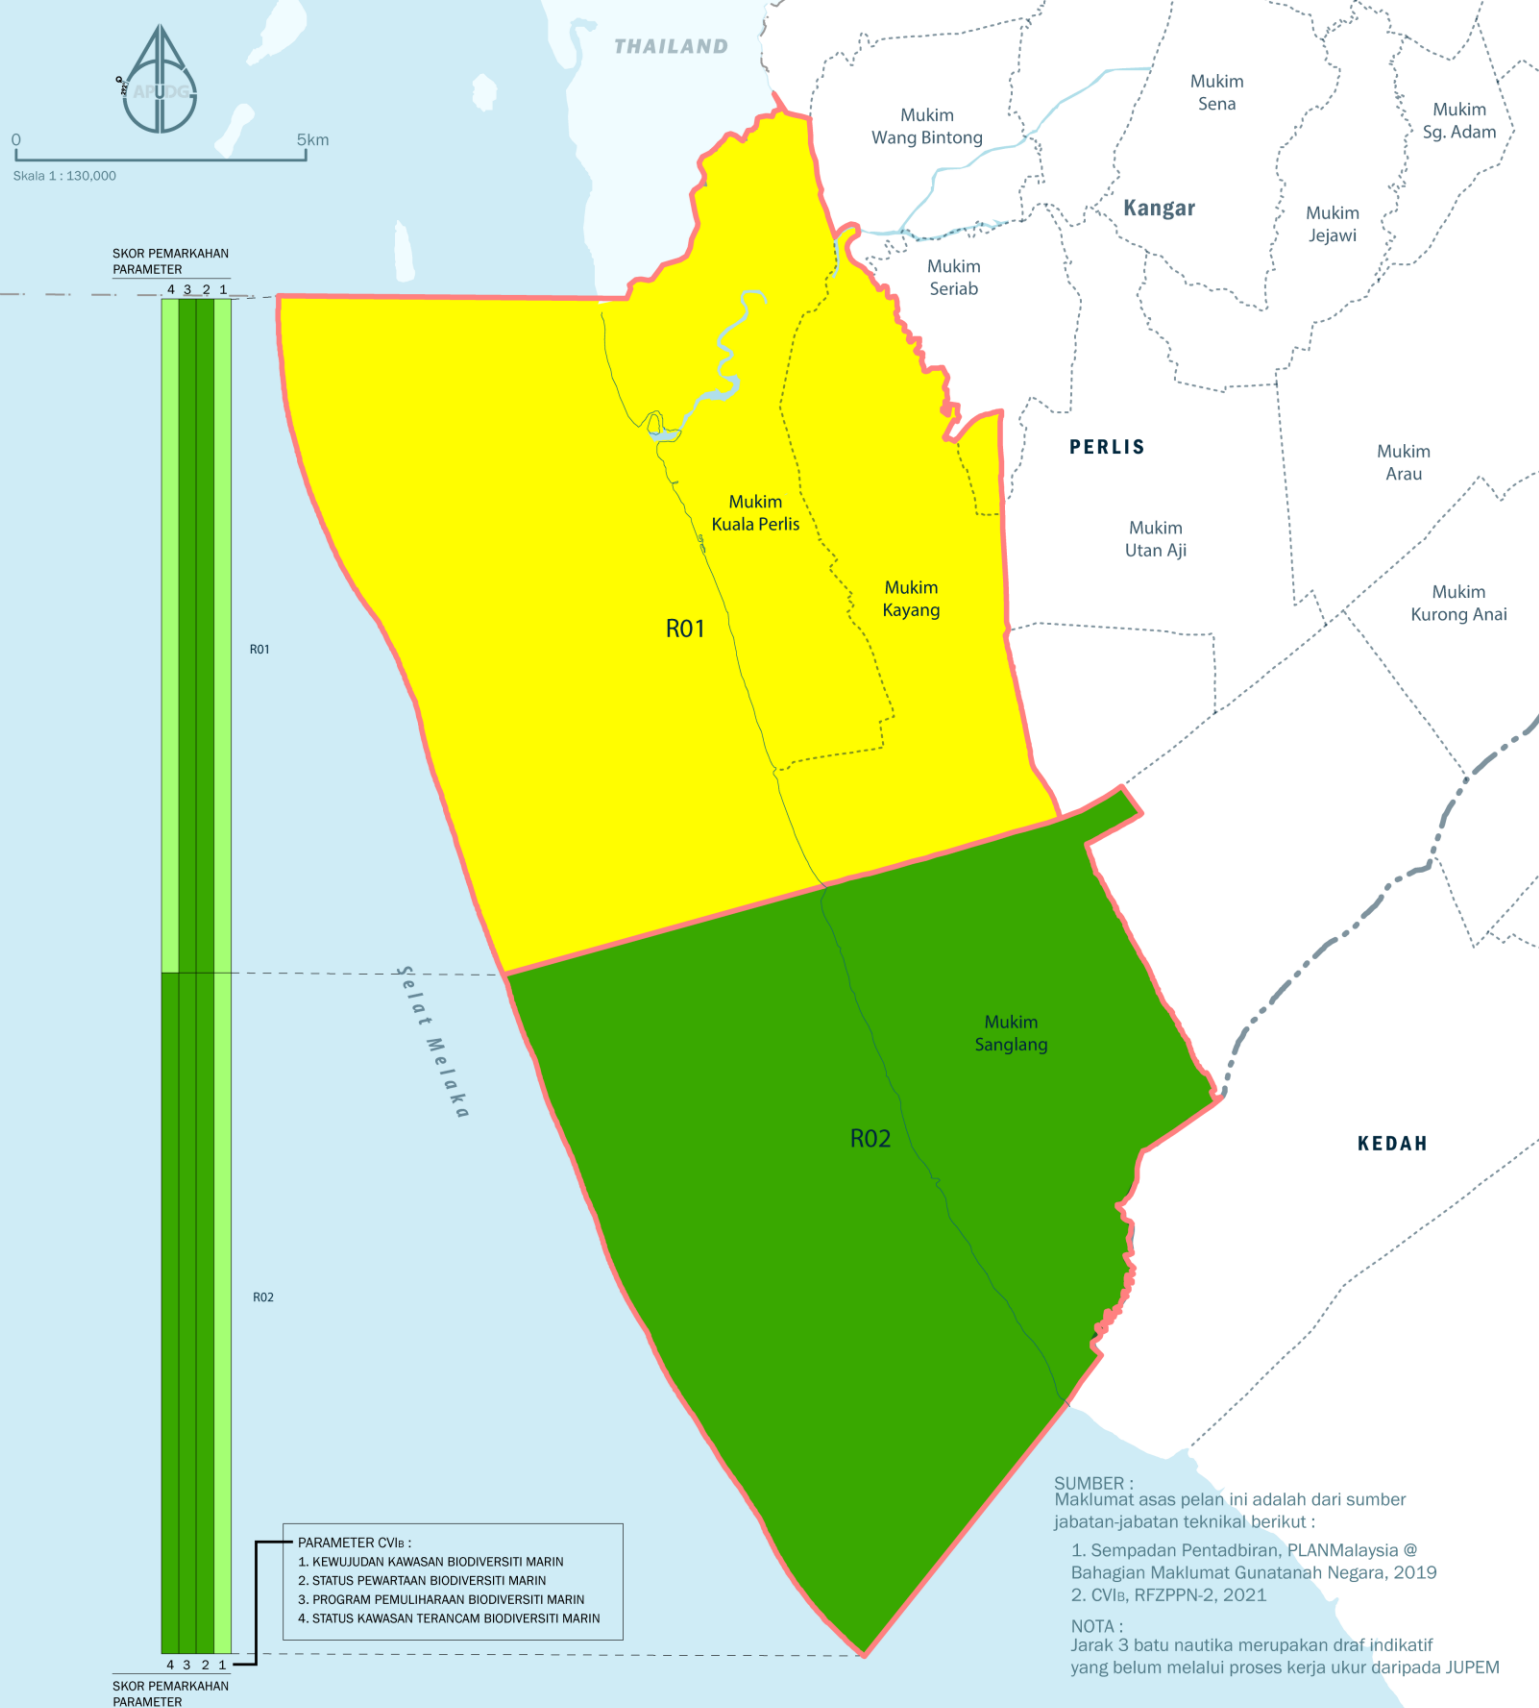 THAILAND
APUDG
0 5km
Skala 1 : 130,000
Mukim
Wang Bintong
Mukim
Sena
Mukim
Sg. Adam
Kangar
Mukim
Jejawi
Mukim
Seriab
SKOR PEMARKAHAN
PARAMETER
4 3 2 1
PERLIS
Mukim
Arau
Mukim
Kuala Perlis
Mukim
Utan Aji
Mukim
Kayang
Mukim
Kurong Anai
R01
R01
Selat Melaka
Mukim
Sanglang
R02
KEDAH
R02
PARAMETER CVIB :
1. KEWUJUDAN KAWASAN BIODIVERSITI MARIN
2. STATUS PEWARTAAN BIODIVERSITI MARIN
3. PROGRAM PEMULIHARAAN BIODIVERSITI MARIN
4. STATUS KAWASAN TERANCAM BIODIVERSITI MARIN
4 3 2 1
SKOR PEMARKAHAN
PARAMETER
SUMBER :
Maklumat asas pelan ini adalah dari sumber
jabatan-jabatan teknikal berikut :
1. Sempadan Pentadbiran, PLANMalaysia @
Bahagian Maklumat Gunatanah Negara, 2019
2. CVIB, RFZPPN-2, 2021
NOTA :
Jarak 3 batu nautika merupakan draf indikatif
yang belum melalui proses kerja ukur daripada JUPEM